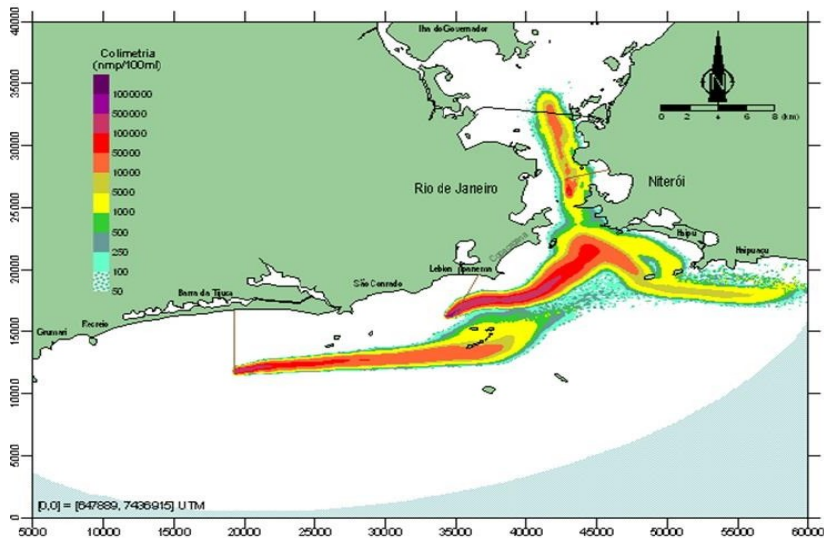 40000
35000
30000
25000
20000
15000
10000
5000
0
Colimetria
(nmp/100ml)
1000000
500000
100000
50000
10000
5000
1000
500
250
100
50
Ilha do Governador
N
0 2 4 6 8 (km)
Rio de Janeiro
Niterói
Itaipu
Itaipuaçu
Copacabana
Leblon Ipanema
São Conrado
Barra da Tijuca
Recreio
Grumari
[0,0] = [647889, 7436915] UTM
5000 10000 15000 20000 25000 30000 35000 40000 45000 50000 55000 60000